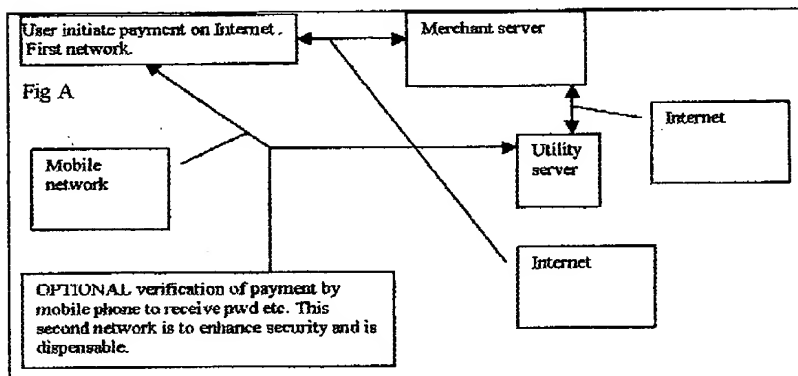 User initiate payment on Internet.
First network.
Merchant server
Fig A
Internet
Mobile
network
Utility
server
Internet
OPTIONAL verification of payment by
mobile phone to receive pwd etc. This
second network is to enhance security and is
dispensable.